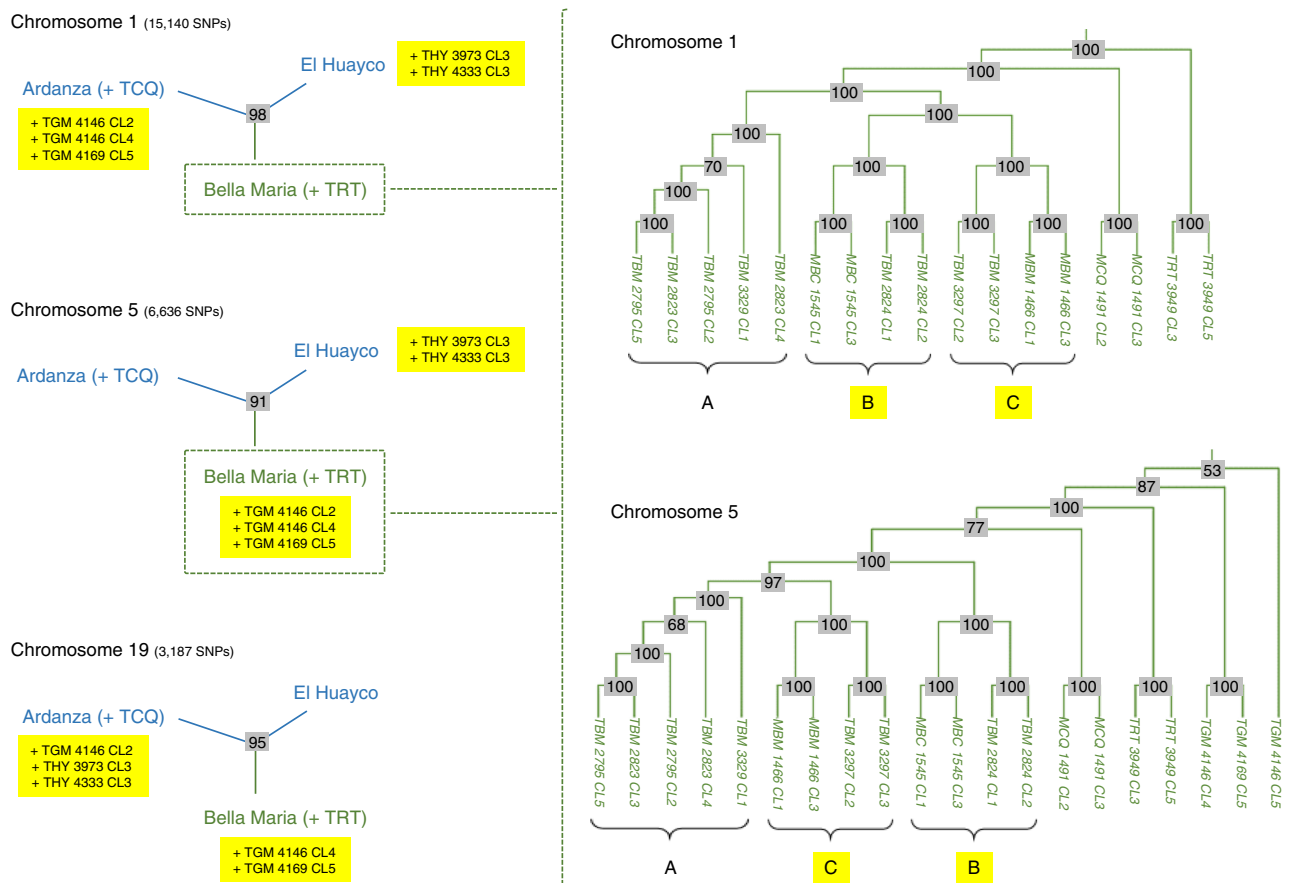 Chromosome 1 (15,140 SNPs)
El Huayco
+ THY 3973 CL3
+ THY 4333 CL3
Ardanza (+ TCQ)
+ TGM 4146 CL2
+ TGM 4146 CL4
+ TGM 4169 CL5
98
Bella Maria (+ TRT)
Chromosome 5 (6,636 SNPs)
El Huayco
+ THY 3973 CL3
+ THY 4333 CL3
Ardanza (+ TCQ)
91
Bella Maria (+ TRT)
+ TGM 4146 CL2
+ TGM 4146 CL4
+ TGM 4169 CL5
Chromosome 19 (3,187 SNPs)
El Huayco
Ardanza (+ TCQ)
+ TGM 4146 CL2
+ THY 3973 CL3
+ THY 4333 CL3
95
Bella Maria (+ TRT)
+ TGM 4146 CL4
+ TGM 4169 CL5
Chromosome 1
100
100
100
100
100
70
100
100
100
100
100
100
100
100
100
100
TBM 2795 CL5
TBM 2823 CL3
TBM 2795 CL2
TBM 3329 CL1
TBM 2823 CL4
MBC 1545 CL1
MBC 1545 CL3
TBM 2824 CL1
TBM 2824 CL2
TBM 3297 CL2
TBM 3297 CL3
MBM 1466 CL1
MBM 1466 CL3
MCQ 1491 CL2
MCQ 1491 CL3
TRT 3949 CL3
TRT 3949 CL5
A
B
C
Chromosome 5
53
87
100
77
100
97
100
68
100
100
100
100
100
100
100
100
100
100
100
TBM 2795 CL5
TBM 2823 CL3
TBM 2795 CL2
TBM 2823 CL4
TBM 3329 CL1
MBM 1466 CL1
MBM 1466 CL3
TBM 3297 CL2
TBM 3297 CL3
MBC 1545 CL1
MBC 1545 CL3
TBM 2824 CL1
TBM 2824 CL2
MCQ 1491 CL2
MCQ 1491 CL3
TRT 3949 CL3
TRT 3949 CL5
TGM 4146 CL4
TGM 4169 CL5
TGM 4146 CL5
A
C
B